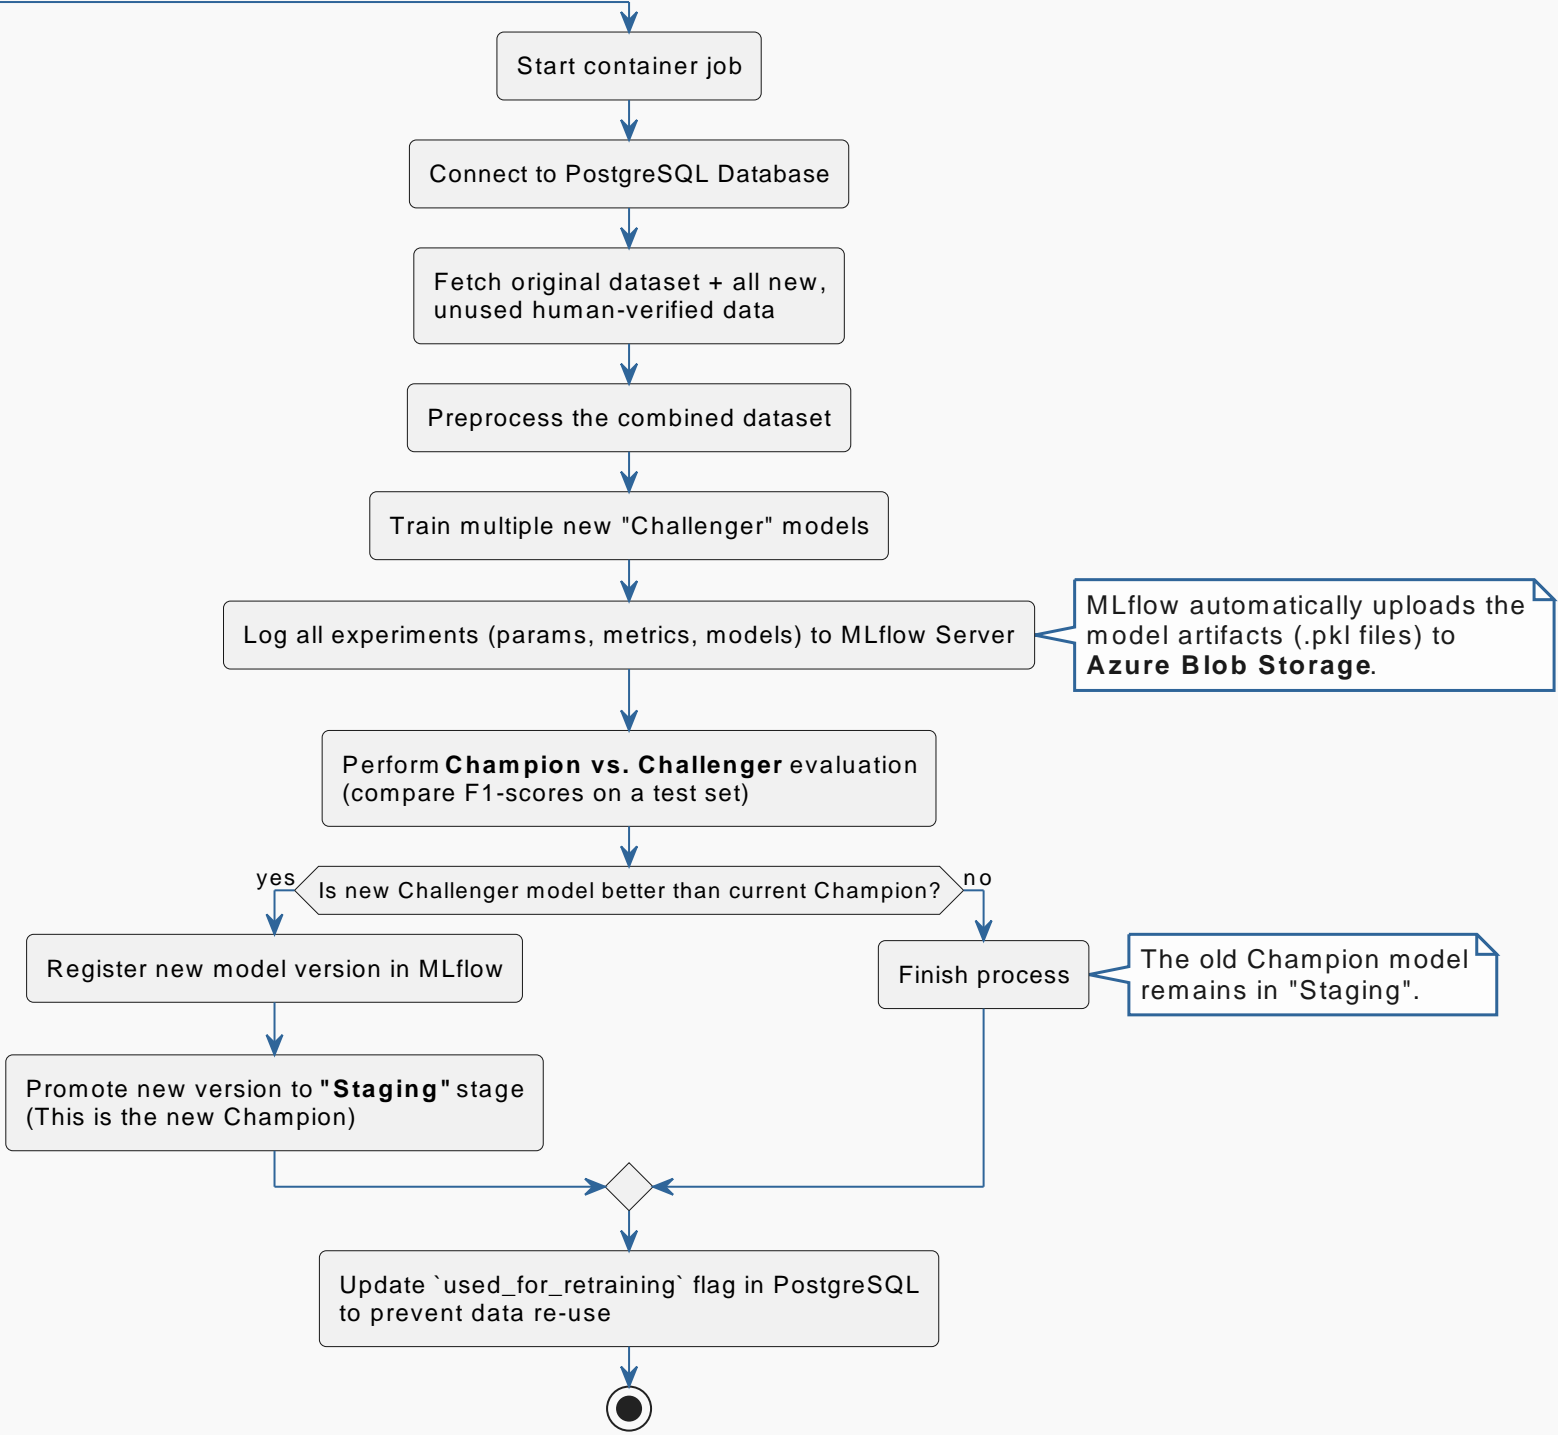 Start container job
Connect to PostgreSQL Database
Fetch original dataset + all new,
unused human-verified data
Preprocess the combined dataset
Train multiple new "Challenger" models
Log all experiments (params, metrics, models) to MLflow Server
MLflow automatically uploads the
model artifacts (.pkl files) to
Azure Blob Storage.
Perform Champion vs. Challenger evaluation
(compare F1-scores on a test set)
yes
Is new Challenger model better than current Champion?
no
Register new model version in MLflow
Finish process
The old Champion model
remains in "Staging".
Promote new version to "Staging" stage
(This is the new Champion)
Update `used_for_retraining` flag in PostgreSQL
to prevent data re-use